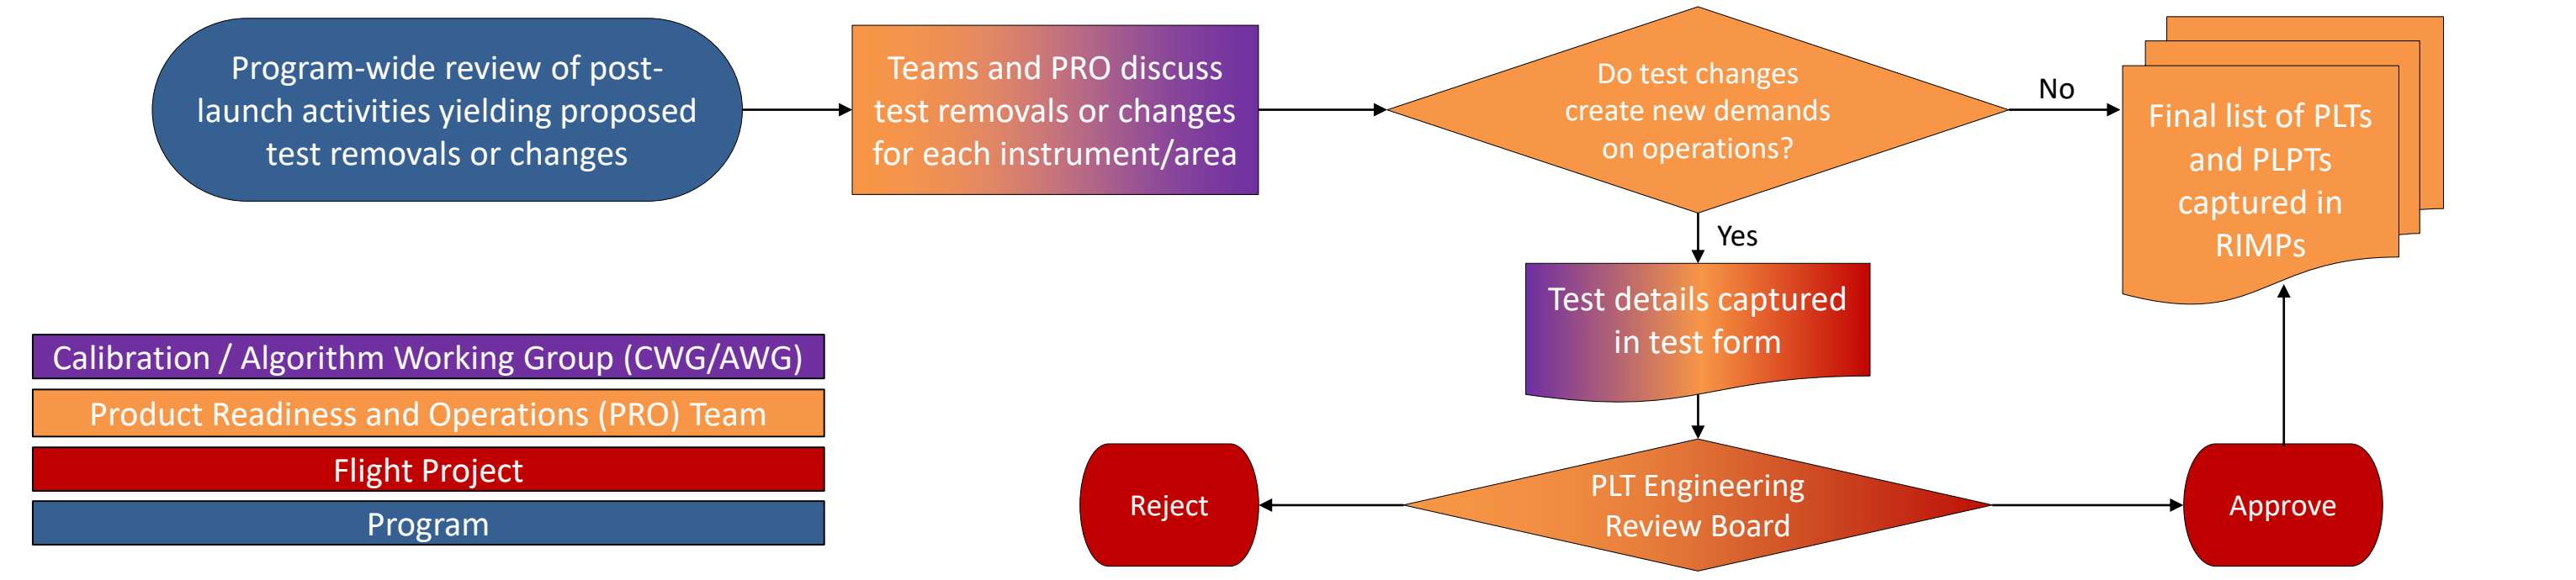 Program-wide review of post-
launch activities yielding proposed
test removals or changes
Teams and PRO discuss
test removals or changes
for each instrument/area
Do test changes
create new demands
on operations?
No
Final list of PLTs
and PLPTs
captured in
RIMPs
Yes
Test details captured
in test form
Calibration / Algorithm Working Group (CWG/AWG)
Product Readiness and Operations (PRO) Team
Flight Project
Program
Reject
PLT Engineering
Review Board
Approve